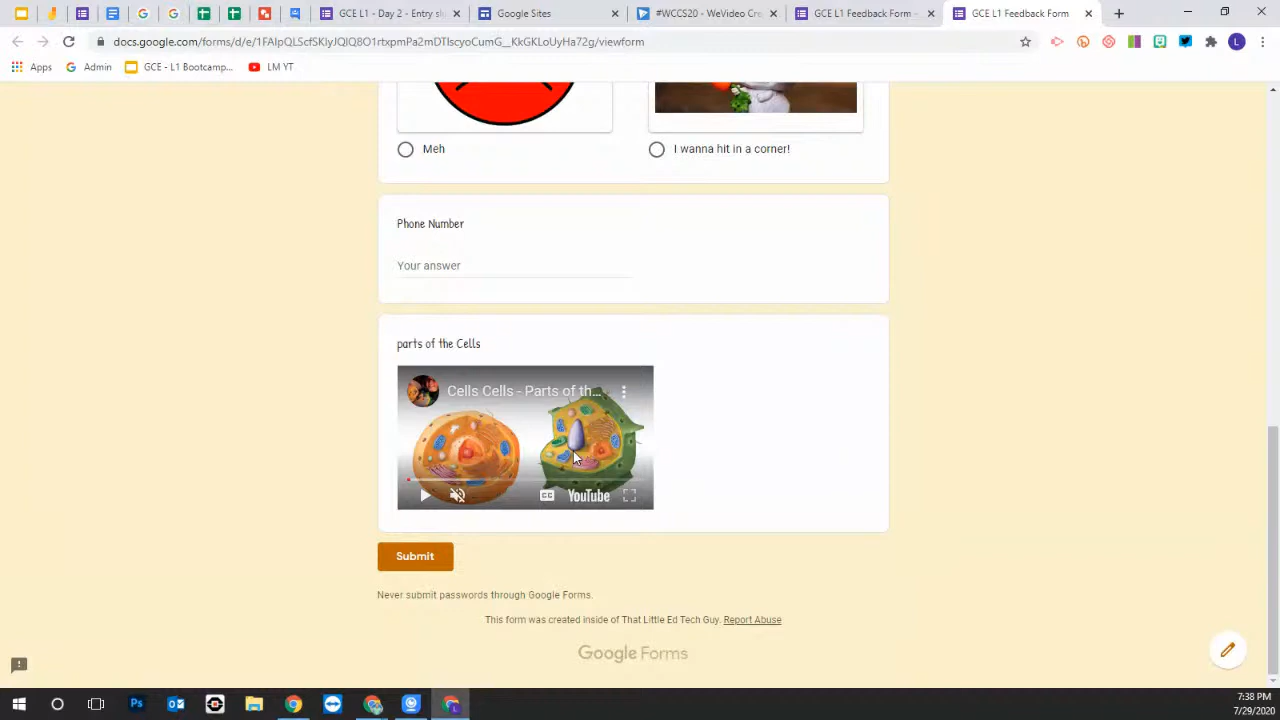 GCE L1 - Day 2 - Entry sl
Google Sites
#WCCS20 - WeVideo Cre
GCE L1 Feedback Form -
GCE L1 Feedback Form
docs.google.com/forms/d/e/1FAIpQLScfSKIyJQIQ8O1rtxpmPa2mDTIscyoCumG__KkGKLoUyHa72g/viewform
L
Apps
Admin
GCE - L1 Bootcamp...
LM YT
Meh
I wanna hit in a corner!
Phone Number
Your answer
parts of the Cells
Cells Cells - Parts of th...
CC
YouTube
Submit
Never submit passwords through Google Forms.
This form was created inside of That Little Ed Tech Guy. Report Abuse
Google Forms
Ps
7:38 PM
7/29/2020